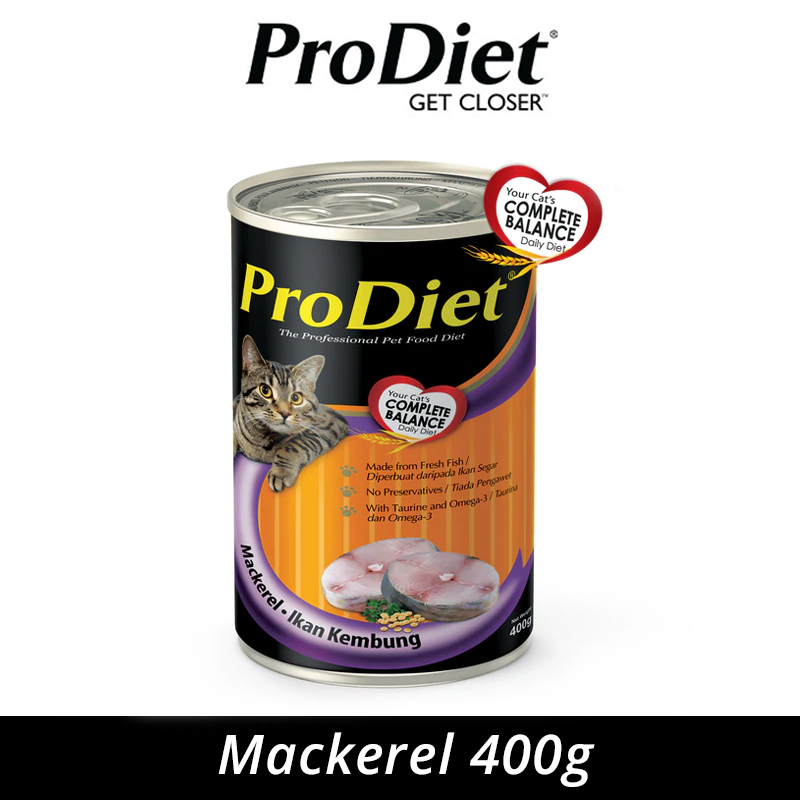 ProDiet®
GET CLOSER™
Your Cat's
COMPLETE
BALANCE
Daily Diet
ProDiet®
The Professional Pet Food Diet
Your Cat's
COMPLETE
BALANCE
Daily Diet
Made from Fresh Fish /
Diperbuat daripada Ikan Segar
No Preservatives / Tiada Pengawet
With Taurine and Omega-3 / Taurina
dan Omega-3
Mackerel • Ikan Kembung
Net Weight
400g
Mackerel 400g